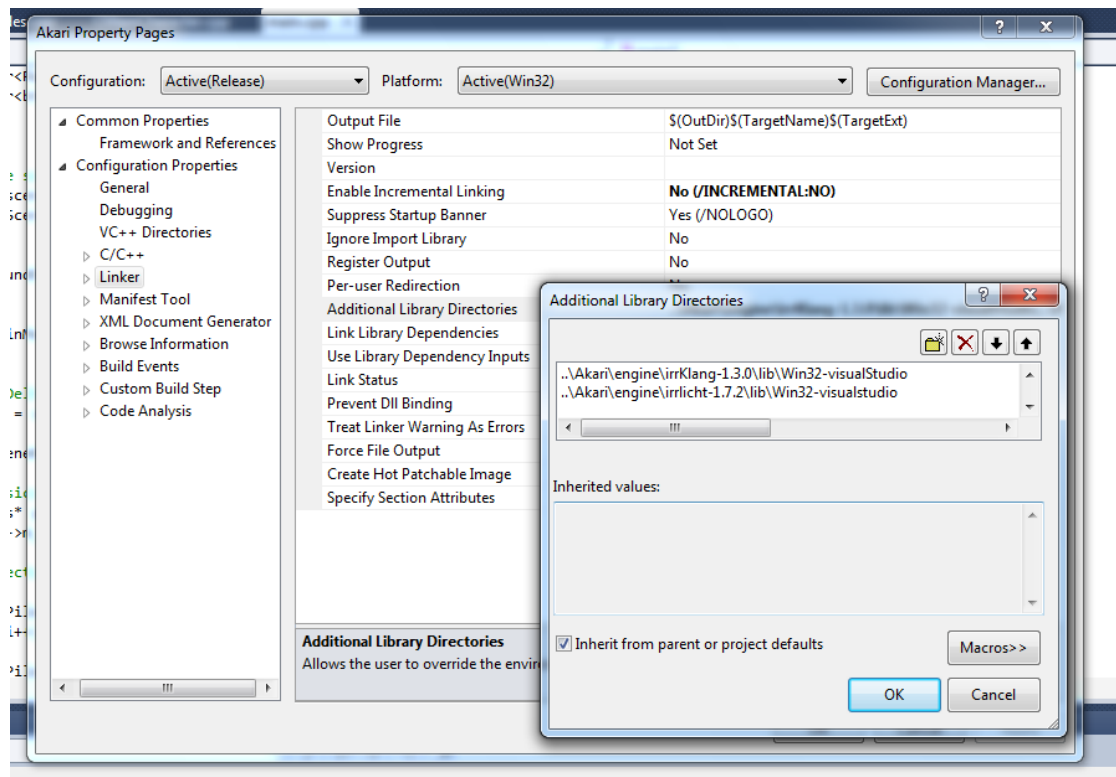 Akari Property Pages
Configuration: Active(Release) Platform: Active(Win32) Configuration Manager...
Common Properties
Framework and References
Configuration Properties
General
Debugging
VC++ Directories
C/C++
Linker
Manifest Tool
XML Document Generator
Browse Information
Build Events
Custom Build Step
Code Analysis
Output File $(OutDir)$(TargetName)$(TargetExt)
Show Progress Not Set
Version
Enable Incremental Linking No (/INCREMENTAL:NO)
Suppress Startup Banner Yes (/NOLOGO)
Ignore Import Library No
Register Output No
Per-user Redirection
Additional Library Directories
Link Library Dependencies
Use Library Dependency Inputs
Link Status
Prevent Dll Binding
Treat Linker Warning As Errors
Force File Output
Create Hot Patchable Image
Specify Section Attributes
Additional Library Directories
Allows the user to override the
Additional Library Directories
..\Akari\engine\irrKlang-1.3.0\lib\Win32-visualStudio
..\Akari\engine\irrlicht-1.7.2\lib\Win32-visualstudio
Inherited values:
Inherit from parent or project defaults
Macros>>
OK Cancel